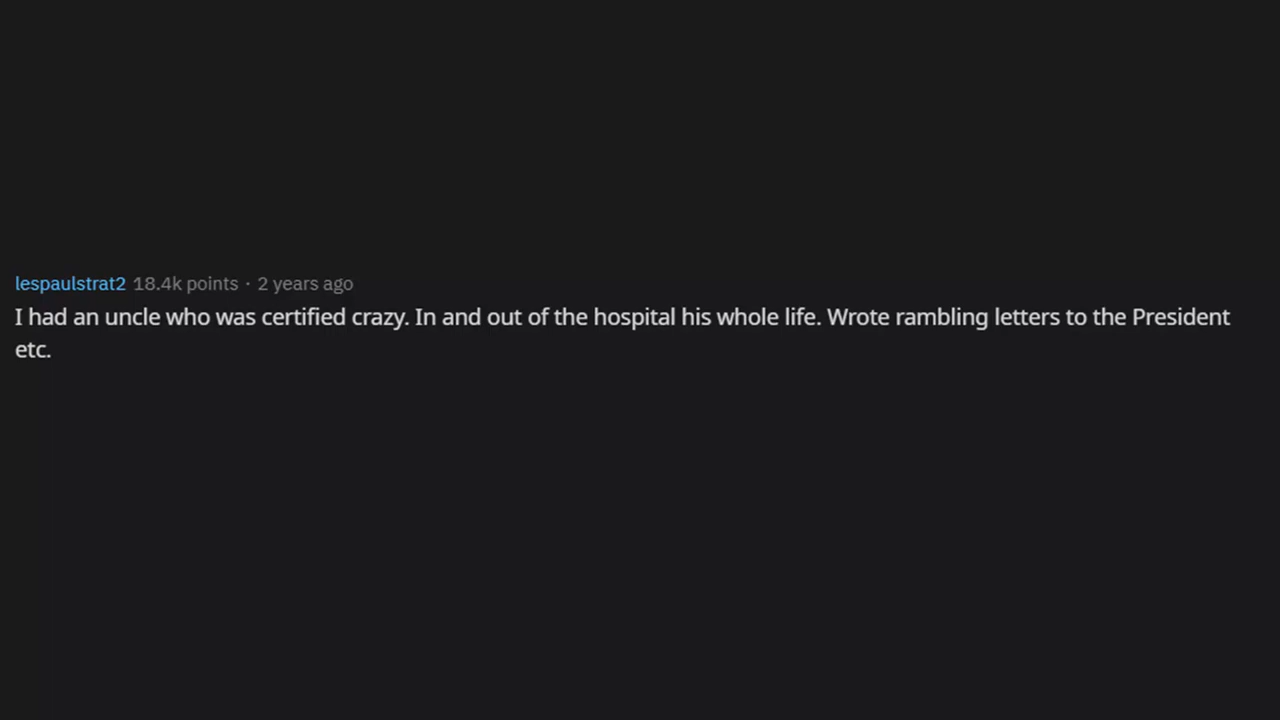 lespaulstrat2 18.4k points · 2 years ago
I had an uncle who was certified crazy. In and out of the hospital his whole life. Wrote rambling letters to the President
etc.